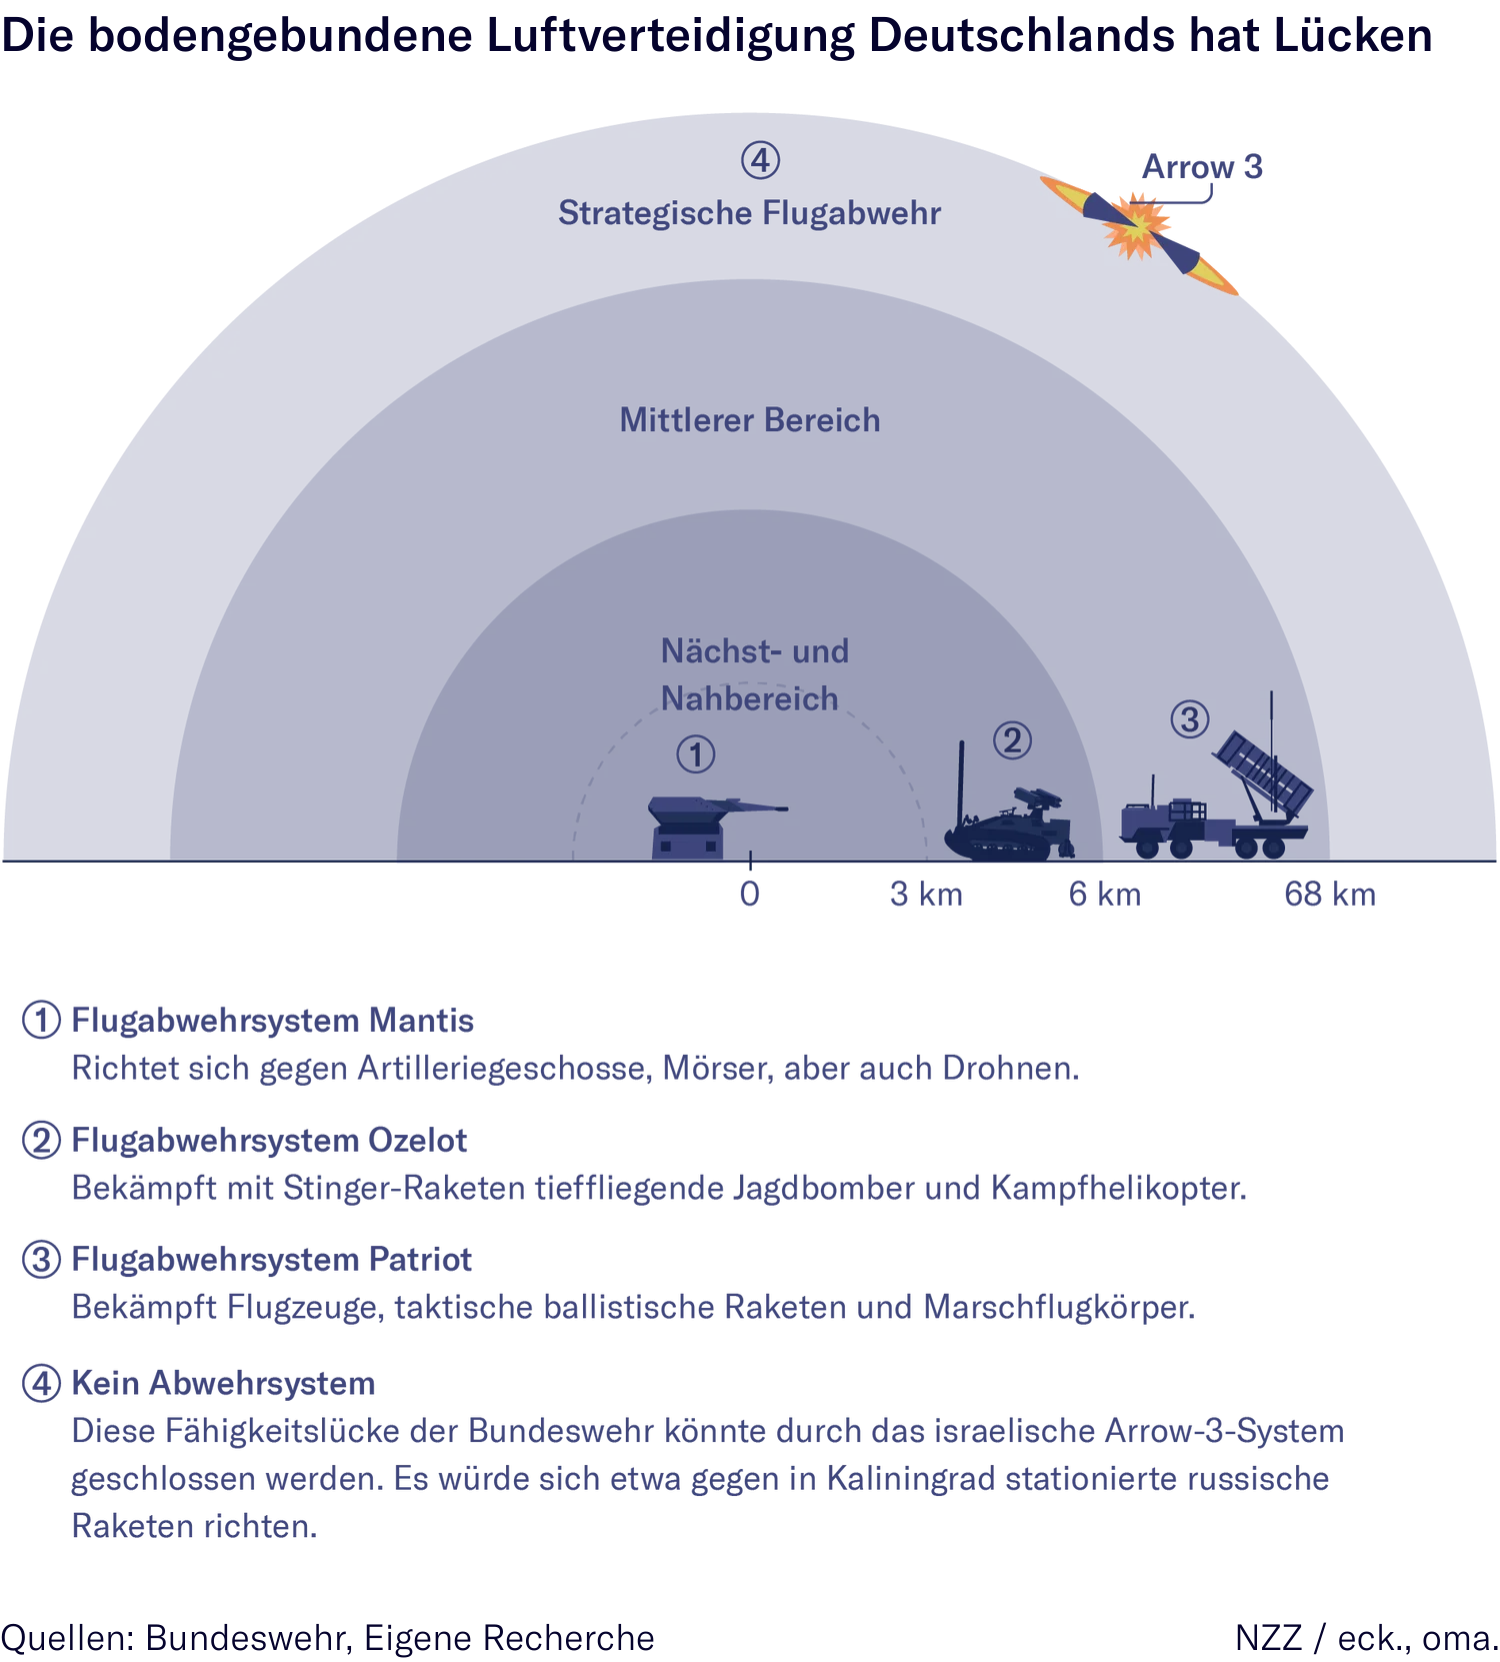 Die bodengebundene Luftverteidigung Deutschlands hat Lücken
④
Strategische Flugabwehr
Arrow 3
Mittlerer Bereich
Nächst- und
Nahbereich
①
②
③
0
3 km
6 km
68 km
① Flugabwehrsystem Mantis
Richtet sich gegen Artilleriegeschosse, Mörser, aber auch Drohnen.
② Flugabwehrsystem Ozelot
Bekämpft mit Stinger-Raketen tieffliegende Jagdbomber und Kampfhelikopter.
③ Flugabwehrsystem Patriot
Bekämpft Flugzeuge, taktische ballistische Raketen und Marschflugkörper.
④ Kein Abwehrsystem
Diese Fähigkeitslücke der Bundeswehr könnte durch das israelische Arrow-3-System
geschlossen werden. Es würde sich etwa gegen in Kaliningrad stationierte russische
Raketen richten.
Quellen: Bundeswehr, Eigene Recherche
NZZ / eck., oma.